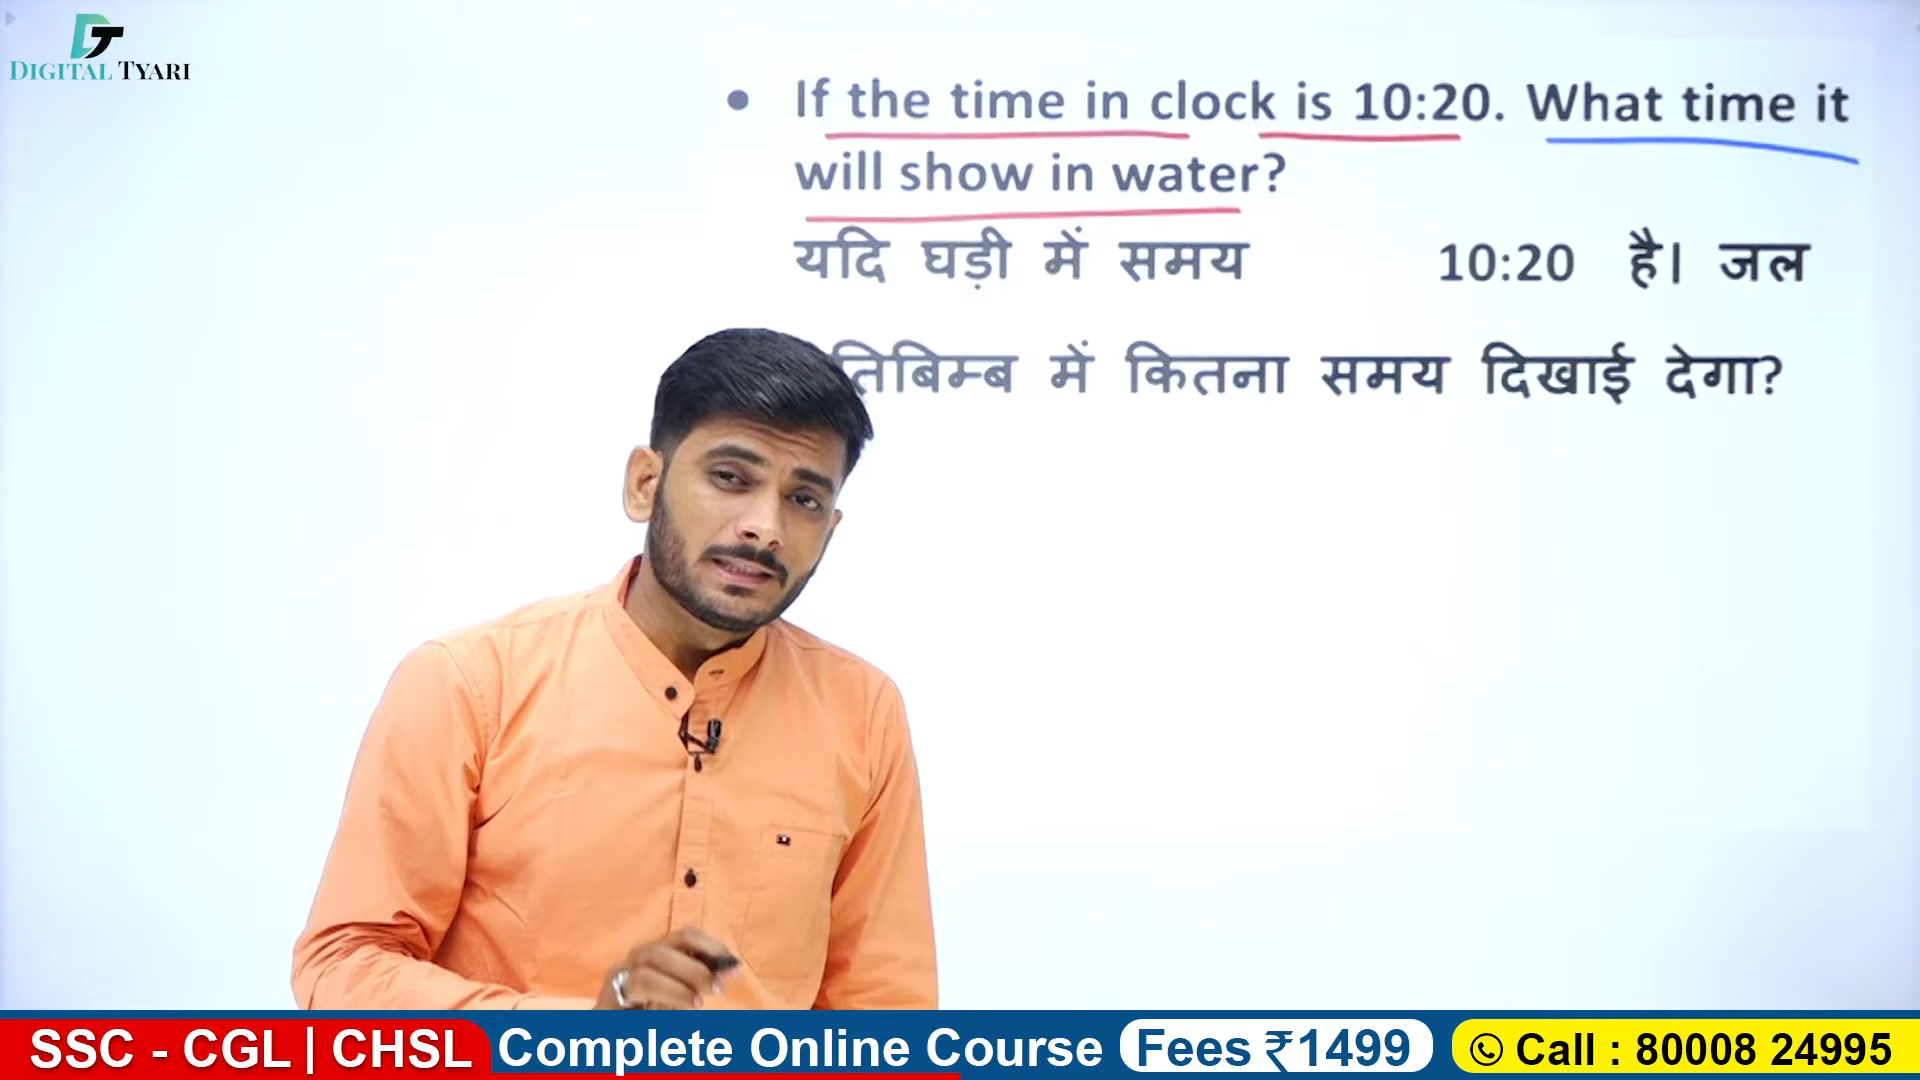 DT
DIGITAL TYARI
• If the time in clock is 10:20. What time it
will show in water?
यदि घड़ी में समय 10:20 है। जल
में कितना समय दिखाई देगा?
SSC - CGL | CHSL Complete Online Course Fees ₹1499 Call : 80008 24995